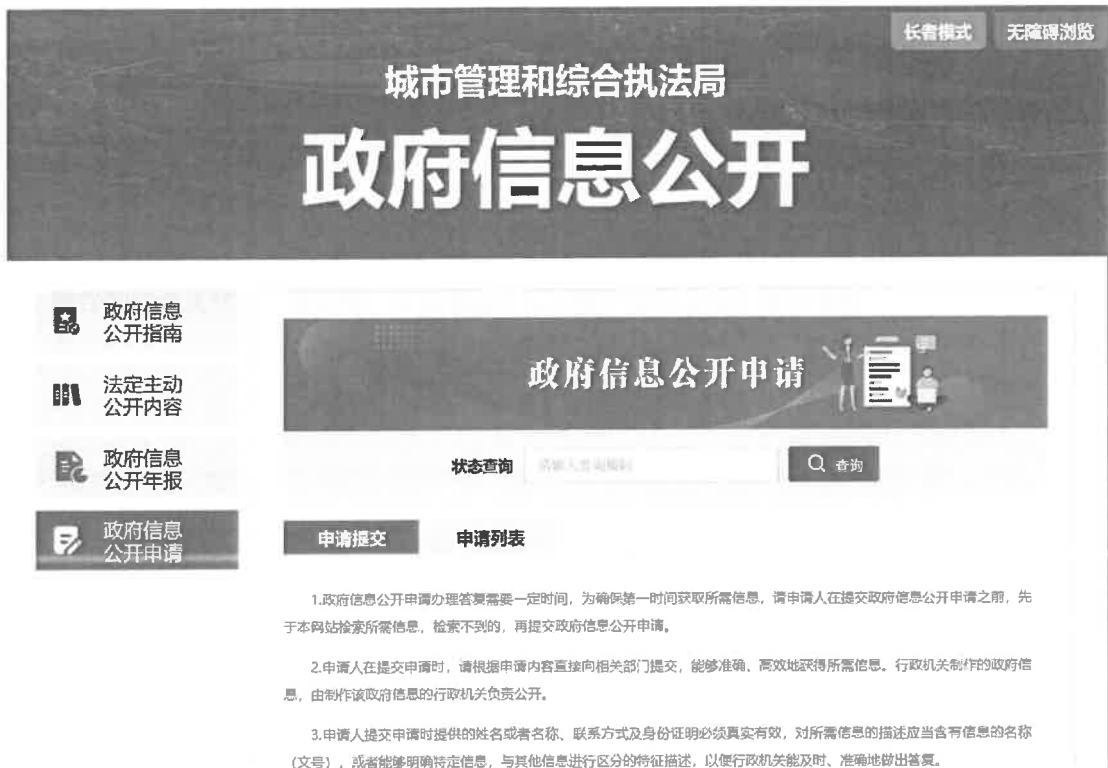 长者模式 无障碍浏览
城市管理和综合执法局
政府信息公开
政府信息
公开指南
法定主动
公开内容
政府信息
公开年报
政府信息
公开申请
政府信息公开申请
状态查询 查询
申请提交 申请列表
1.政府信息公开申请办理答复需要一定时间，为确保第一时间获取所需信息，请申请人在提交政府信息公开申请之前，先
于本网站检索所需信息，检索不到的，再提交政府信息公开申请。
2.申请人在提交申请时，请根据申请内容直接向相关部门提交，能够准确、高效地获得所需信息。行政机关制作的政府信
息，由制作该政府信息的行政机关负责公开。
3.申请人提交申请时提供的姓名或者名称、联系方式及身份证明必须真实有效，对所需信息的描述应当含有信息的名称
（文号），或者能够明确特定信息，与其他信息进行区分的特征描述，以便行政机关能及时、准确地做出答复。